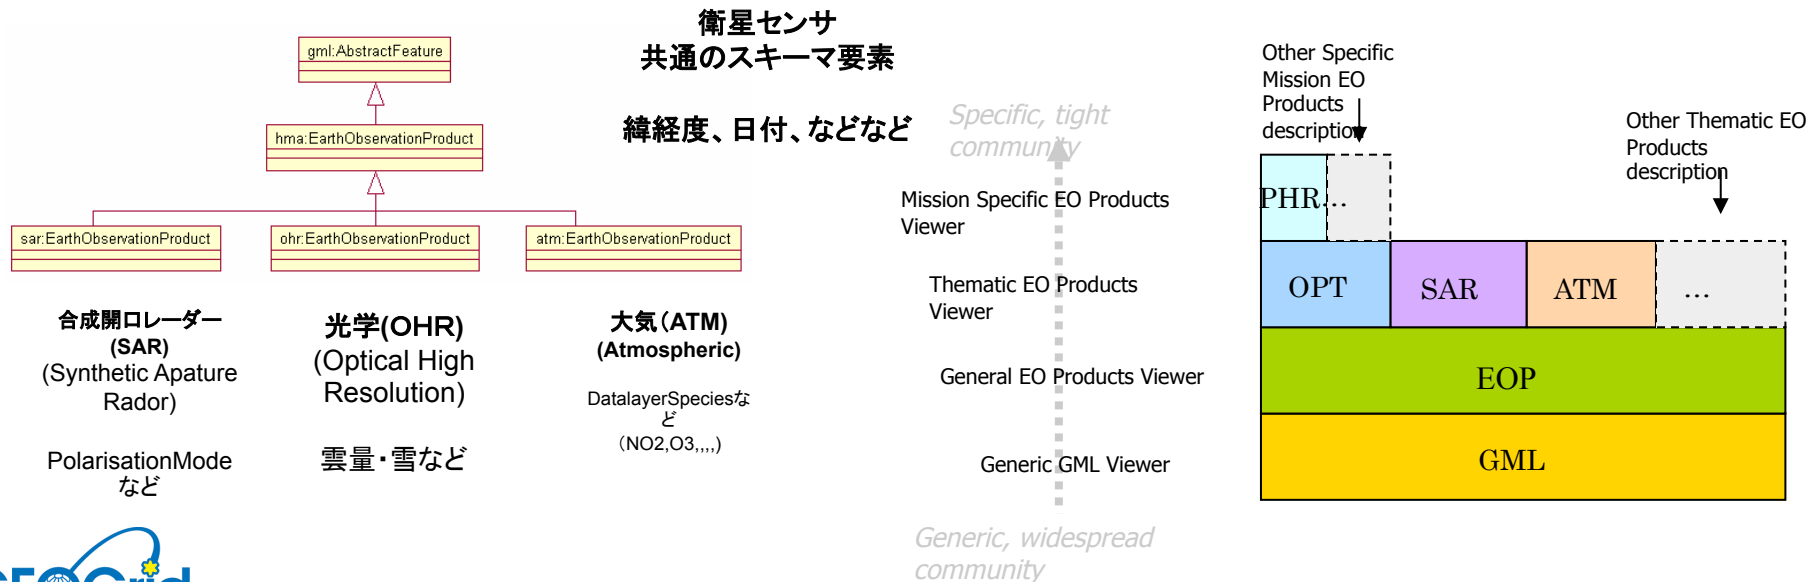 衛星センサ
共通のスキーマ要素
緯経度、日付、などなど
gml:AbstractFeature
hma:EarthObservationProduct
sar:EarthObservationProduct
ohr:EarthObservationProduct
atm:EarthObservationProduct
合成開口レーダー
(SAR)
(Synthetic Apature
Rador)
PolarisationMode
など
光学(OHR)
(Optical High
Resolution)
雲量・雪など
大気(ATM)
(Atmospheric)
DatalayerSpeciesな
ど
(NO2,O3,,,,)
Specific, tight
community
Mission Specific EO Products
Viewer
Thematic EO Products
Viewer
General EO Products Viewer
Generic GML Viewer
Generic, widespread
community
Other Specific
Mission EO
Products
description
Other Thematic EO
Products
description
PHR
...
OPT
SAR
ATM
...
EOP
GML
GEOGrid